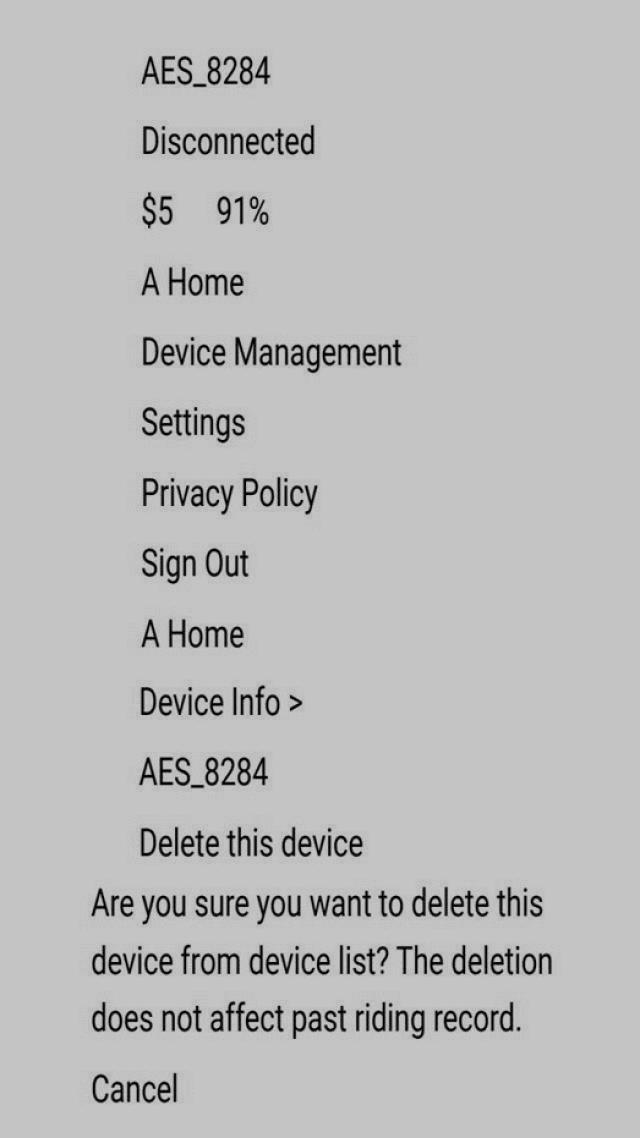 AES_8284
Disconnected
$5 91%
A Home
Device Management
Settings
Privacy Policy
Sign Out
A Home
Device Info >
AES_8284
Delete this device
Are you sure you want to delete this
device from device list? The deletion
does not affect past riding record.
Cancel